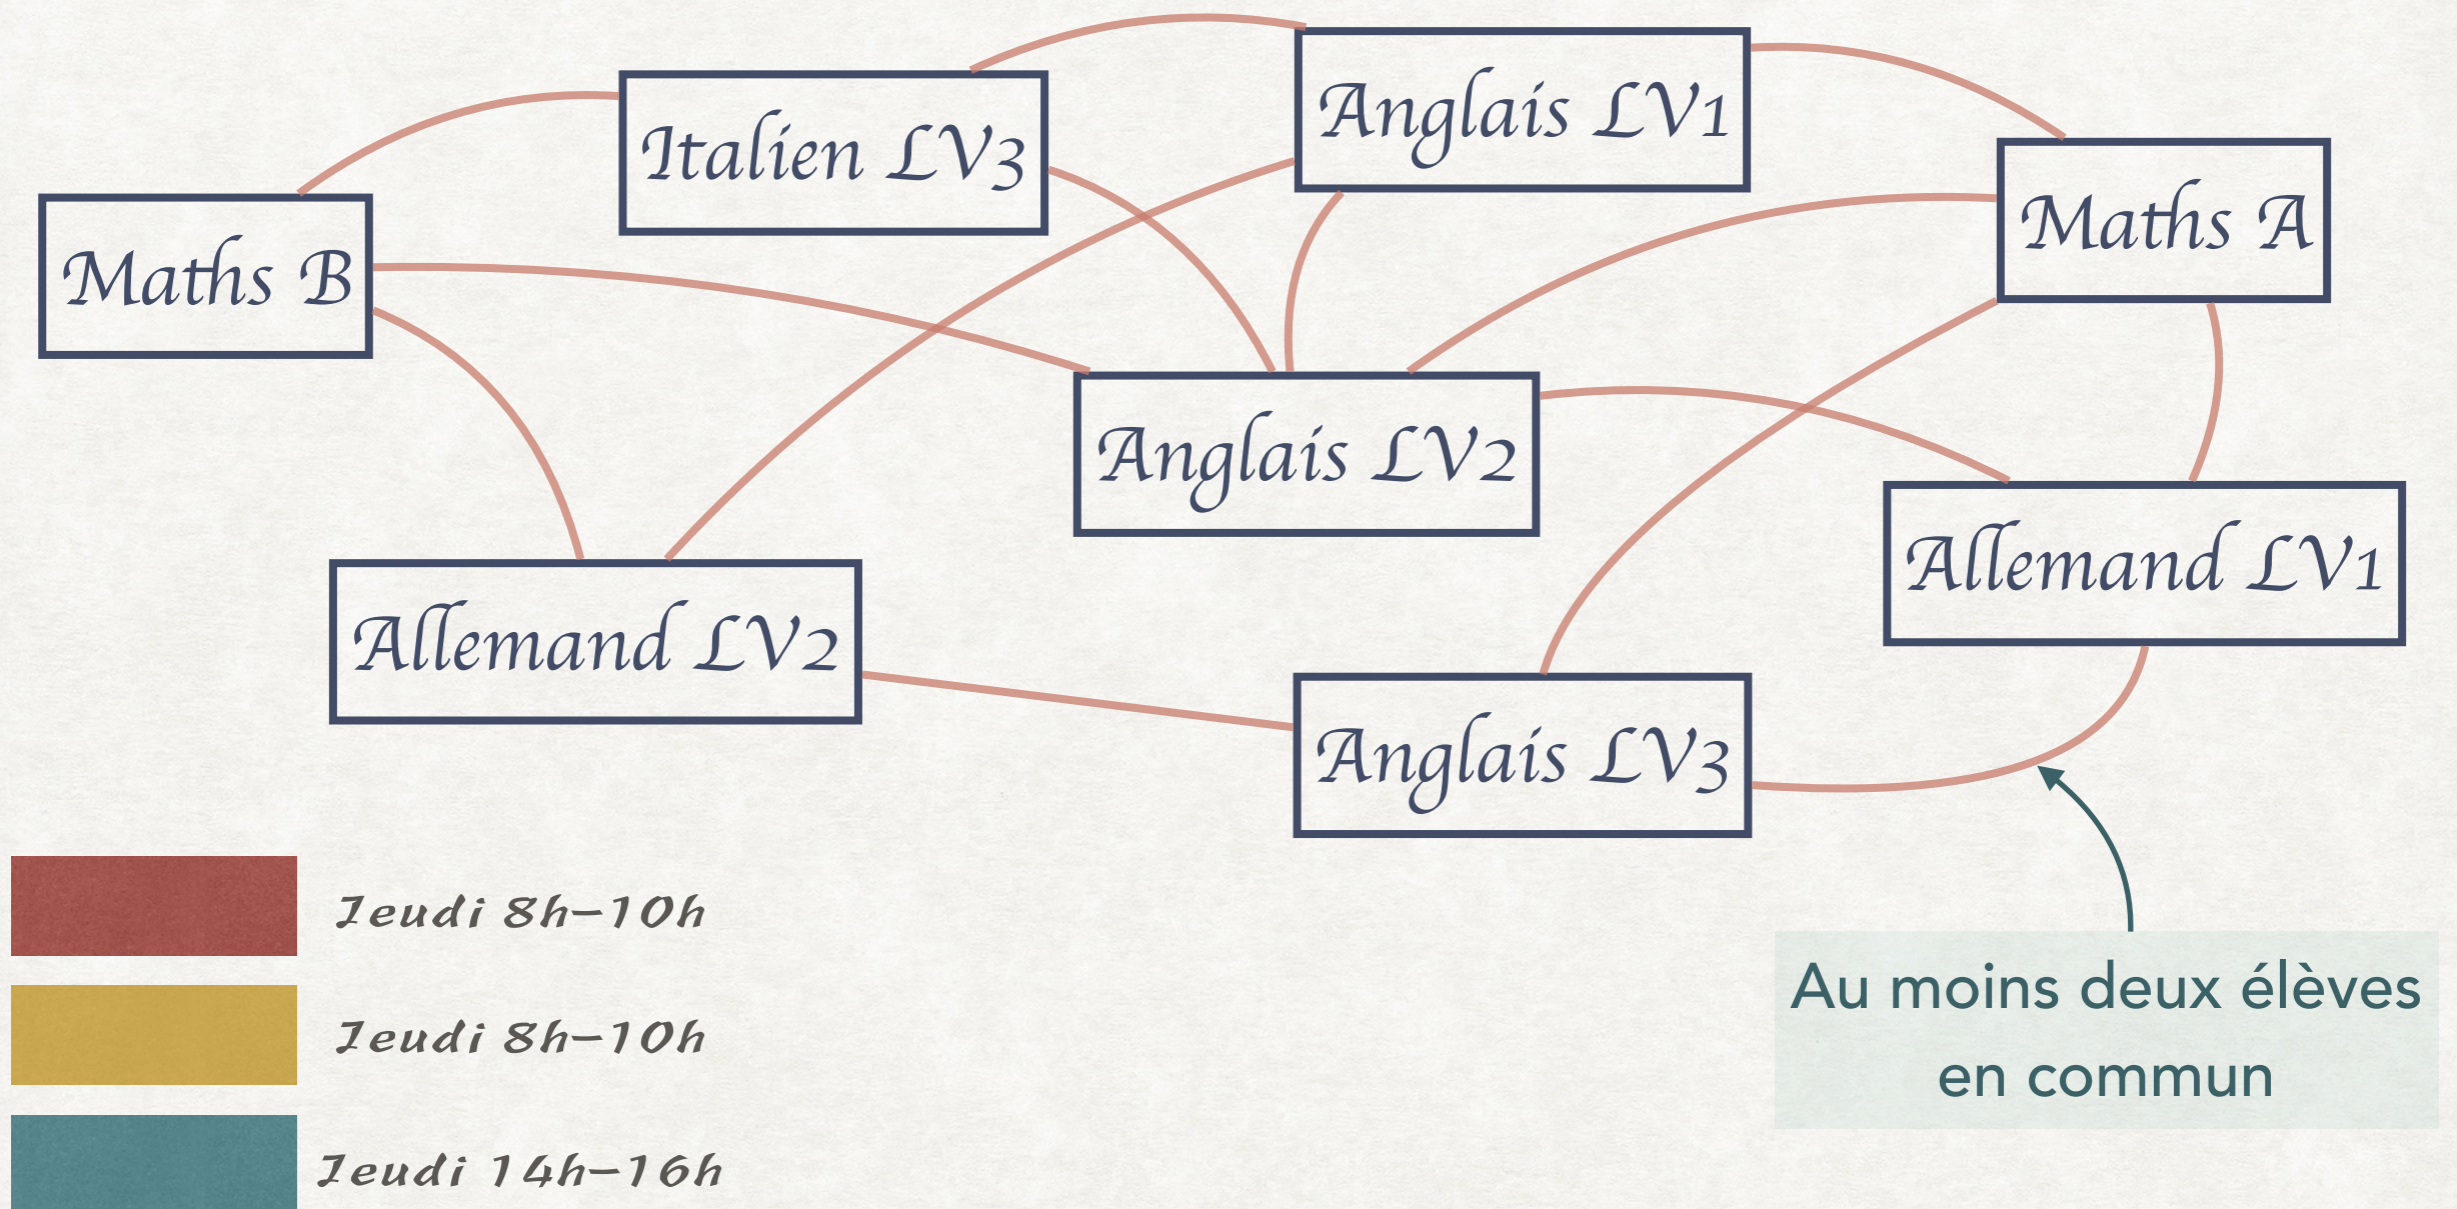 Anglais LV1
Italien LV3
Maths A
Maths B
Anglais LV2
Allemand LV1
Allemand LV2
Anglais LV3
Jeudi 8h-10h
Jeudi 8h-10h
Jeudi 14h-16h
Au moins deux élèves
en commun